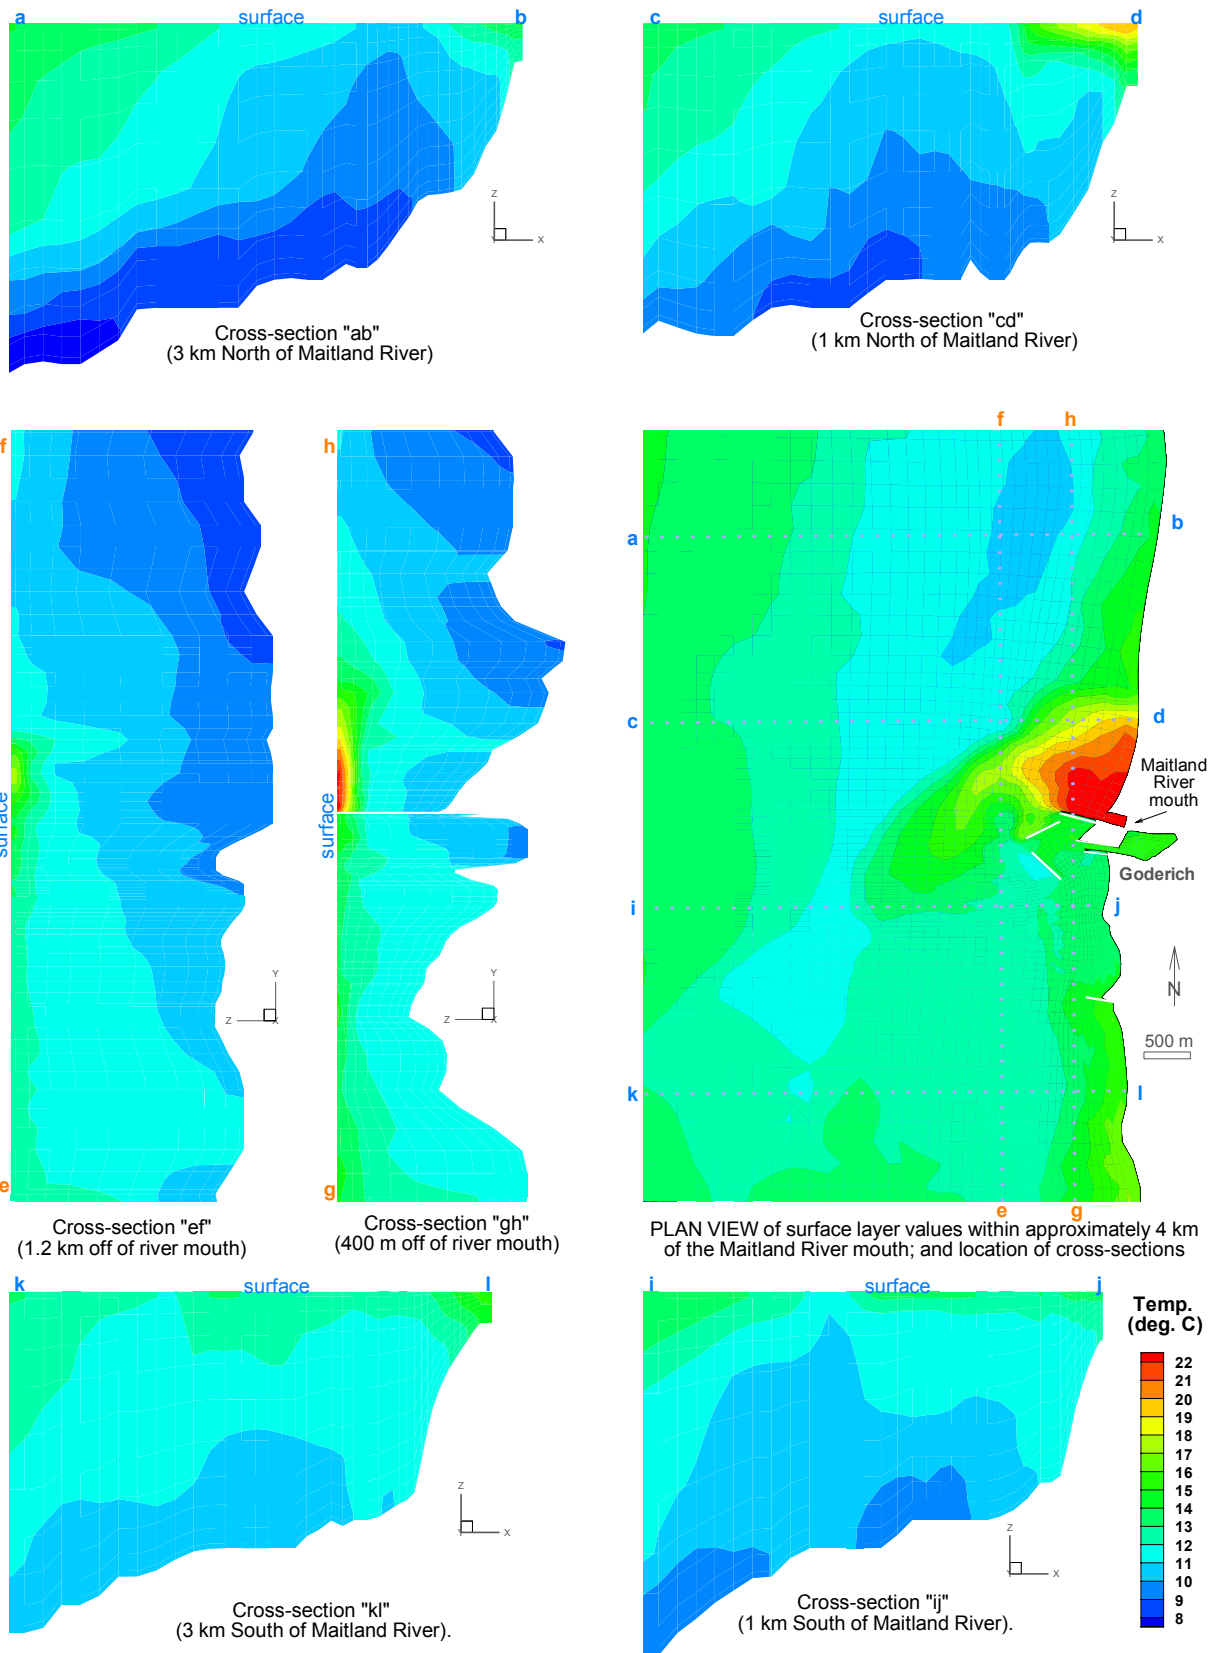 a surface b
c surface d
Z
X
Y
Z
X
Y
Cross-section "ab"
(3 km North of Maitland River)
Cross-section "cd"
(1 km North of Maitland River)
f
h
f h
a
b
c
d
i
j
k
l
e g
surface
surface
Maitland
River
mouth
Goderich
N
500 m
Y
Z
X
Y
Z
X
e
g
Cross-section "ef"
(1.2 km off of river mouth)
Cross-section "gh"
(400 m off of river mouth)
PLAN VIEW of surface layer values within approximately 4 km
of the Maitland River mouth; and location of cross-sections
k surface l
i surface j
Z
Y
X
Z
Y
X
Cross-section "kl"
(3 km South of Maitland River).
Cross-section "ij"
(1 km South of Maitland River).
Temp.
(deg. C)
22
21
20
19
18
17
16
15
14
13
12
11
10
9
8